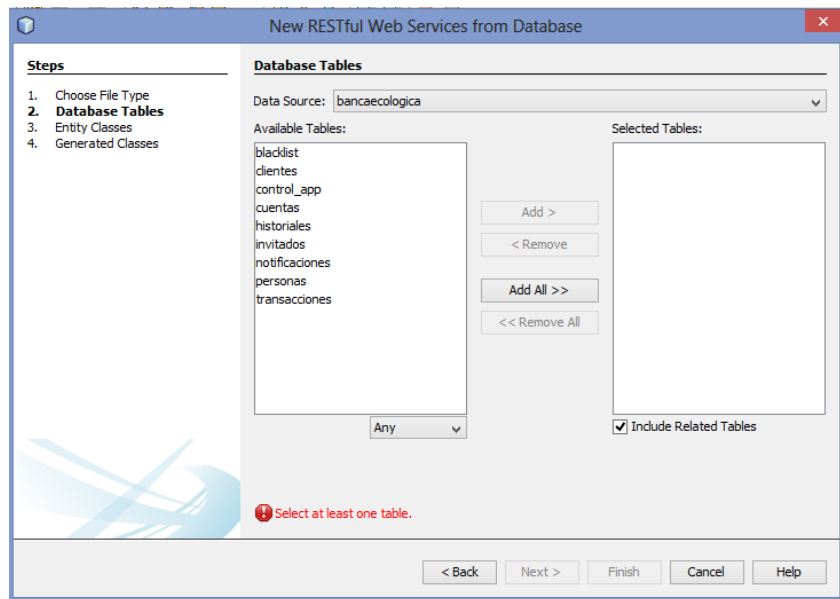 New RESTful Web Services from Database
Steps
1. Choose File Type
2. Database Tables
3. Entity Classes
4. Generated Classes
Database Tables
Data Source: bancaecologica
Available Tables:
blacklist
clientes
control_app
cuentas
historiales
invitados
notificaciones
personas
transacciones
Any
Add >
< Remove
Add All >>
<< Remove All
Selected Tables:
Include Related Tables
Select at least one table.
< Back Next > Finish Cancel Help